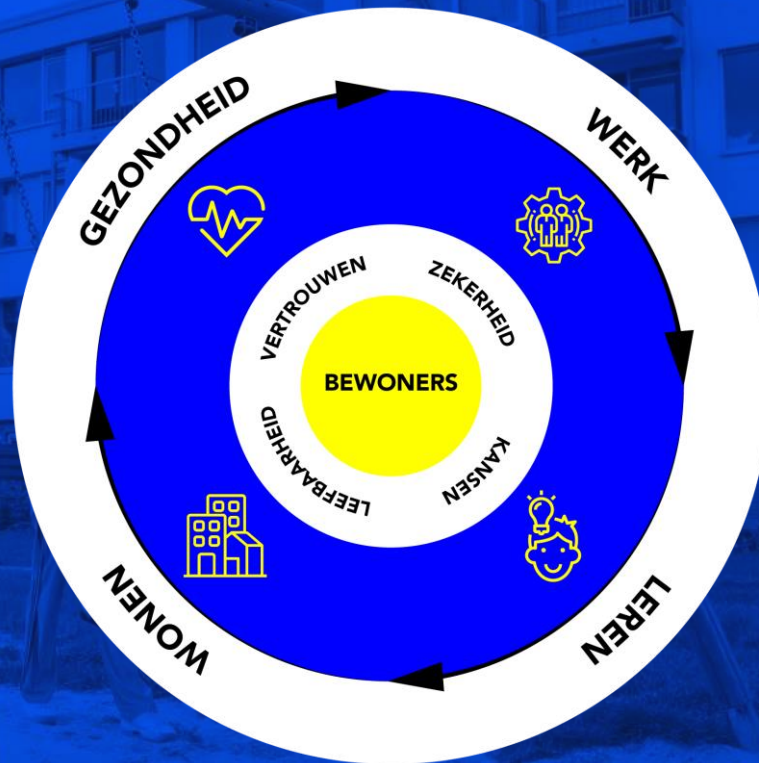 GEZONDHEID
WERK
VERTROUWEN
ZEKERHEID
BEWONERS
LEEFBAARHEID
KANSEN
WONEN
LEREN